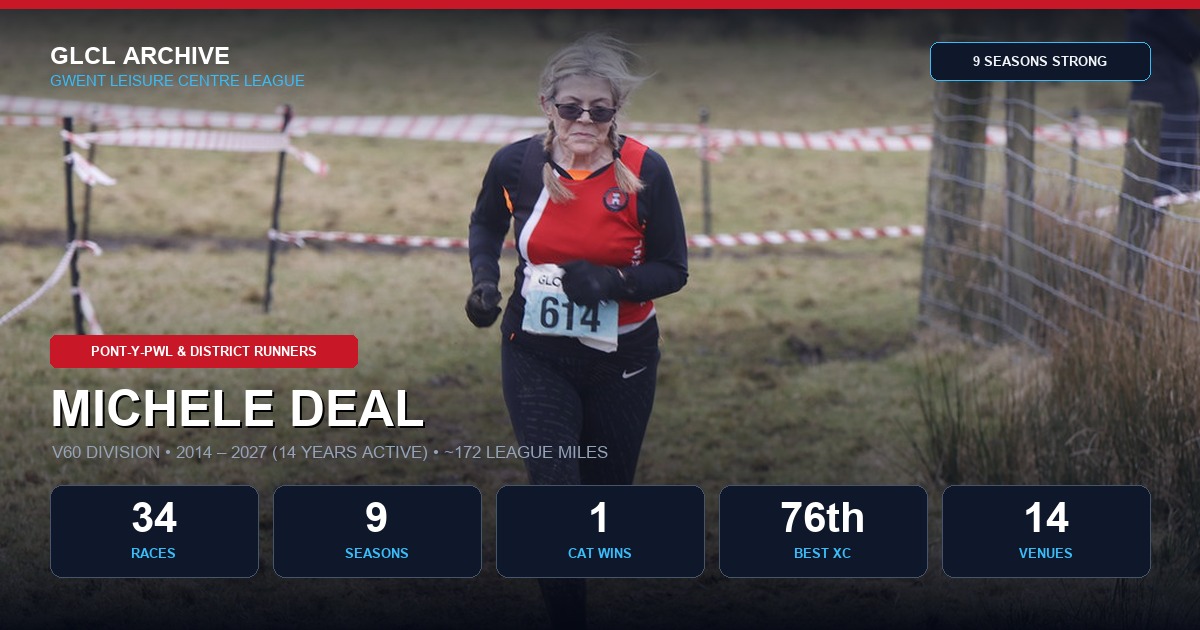 GLCL ARCHIVE
GWENT LEISURE CENTRE LEAGUE
9 SEASONS STRONG
GLC
614
PONT-Y-PWL & DISTRICT RUNNERS
MICHELE DEAL
V60 DIVISION • 2014 – 2027 (14 YEARS ACTIVE) • ~172 LEAGUE MILES
34
RACES
9
SEASONS
1
CAT WINS
76th
BEST XC
14
VENUES